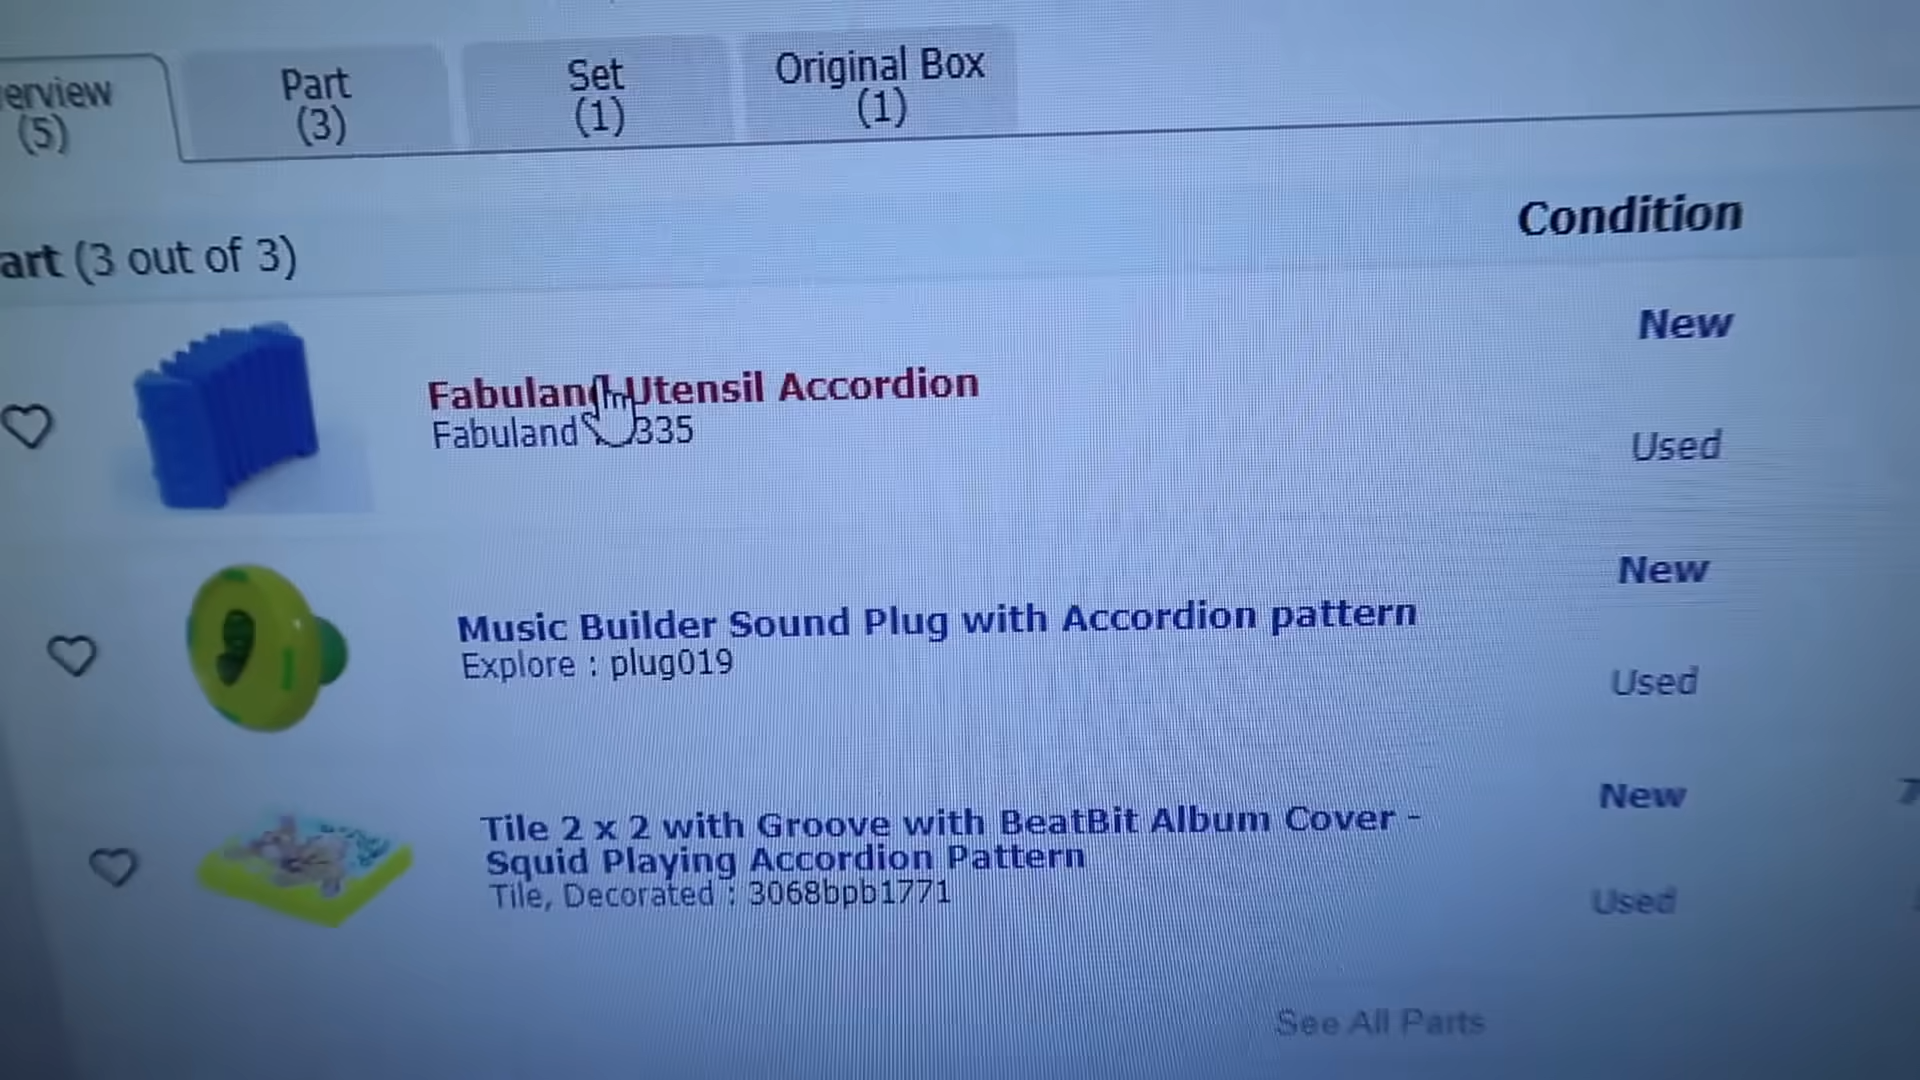 erview
(5)
Part
(3)
Set
(1)
Original Box
(1)
art (3 out of 3)
Condition
Fabuland Utensil Accordion
Fabuland 335
New
Used
Music Builder Sound Plug with Accordion pattern
Explore : plug019
New
Used
Tile 2 x 2 with Groove with BeatBit Album Cover -
Squid Playing Accordion Pattern
Tile, Decorated : 3068bpb1771
New
Used
See All Parts